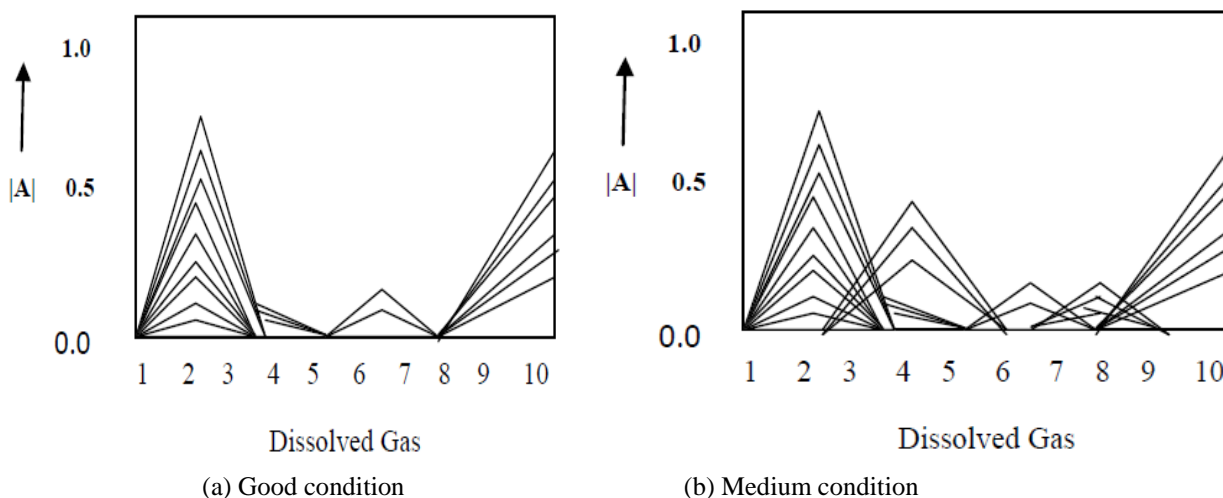 1.0
|A| 0.5
0.0
1 2 3 4 5 6 7 8 9 10
Dissolved Gas
(a) Good condition
1.0
|A| 0.5
0.0
1 2 3 4 5 6 7 8 9 10
Dissolved Gas
(b) Medium condition